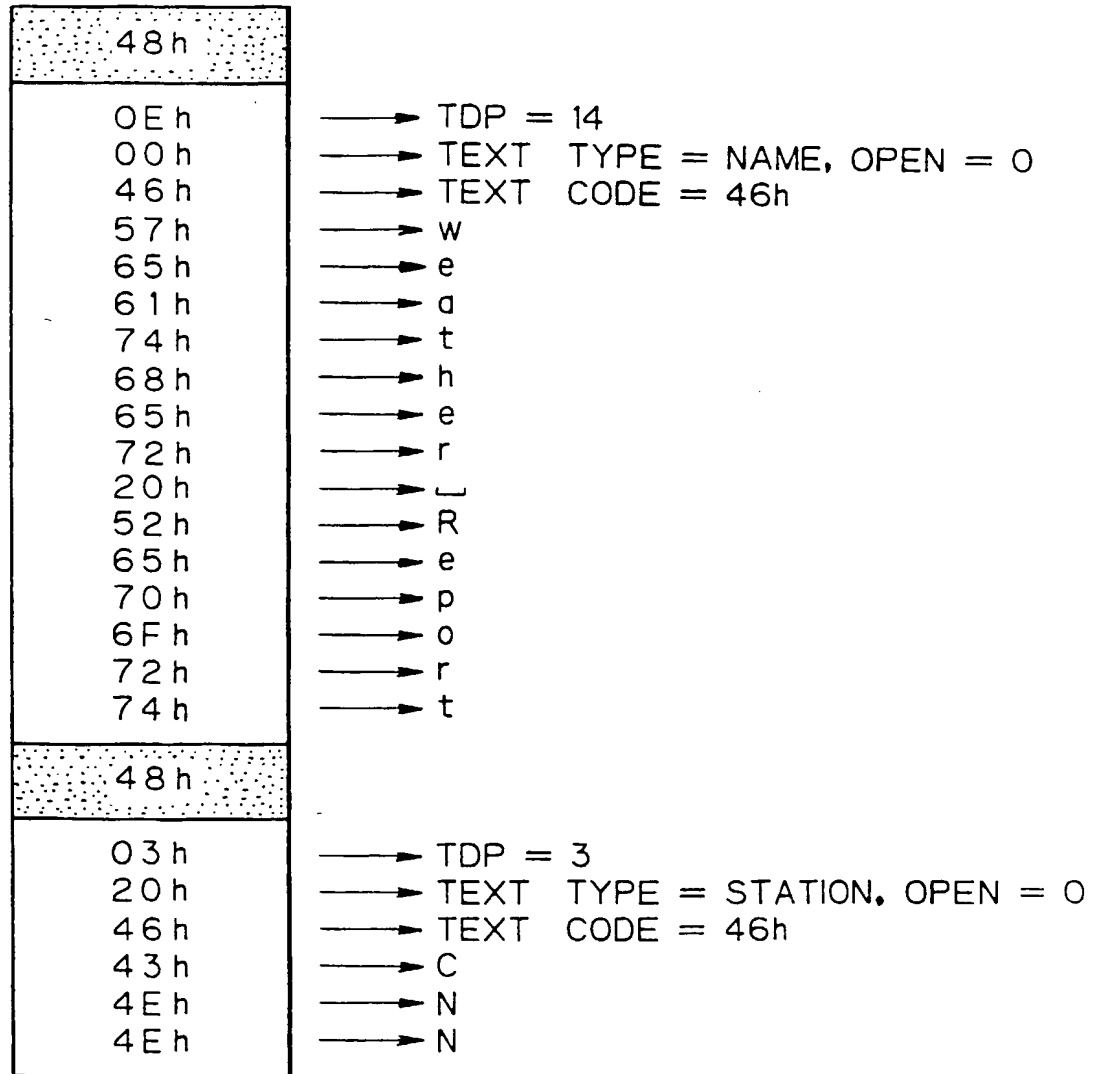 48h
0Eh → TDP = 14
00h → TEXT TYPE = NAME, OPEN = 0
46h → TEXT CODE = 46h
57h → w
65h → e
61h → a
74h → t
68h → h
65h → e
72h → r
20h → ⎵
52h → R
65h → e
70h → p
6Fh → o
72h → r
74h → t
48h
03h → TDP = 3
20h → TEXT TYPE = STATION, OPEN = 0
46h → TEXT CODE = 46h
43h → C
4Eh → N
4Eh → N